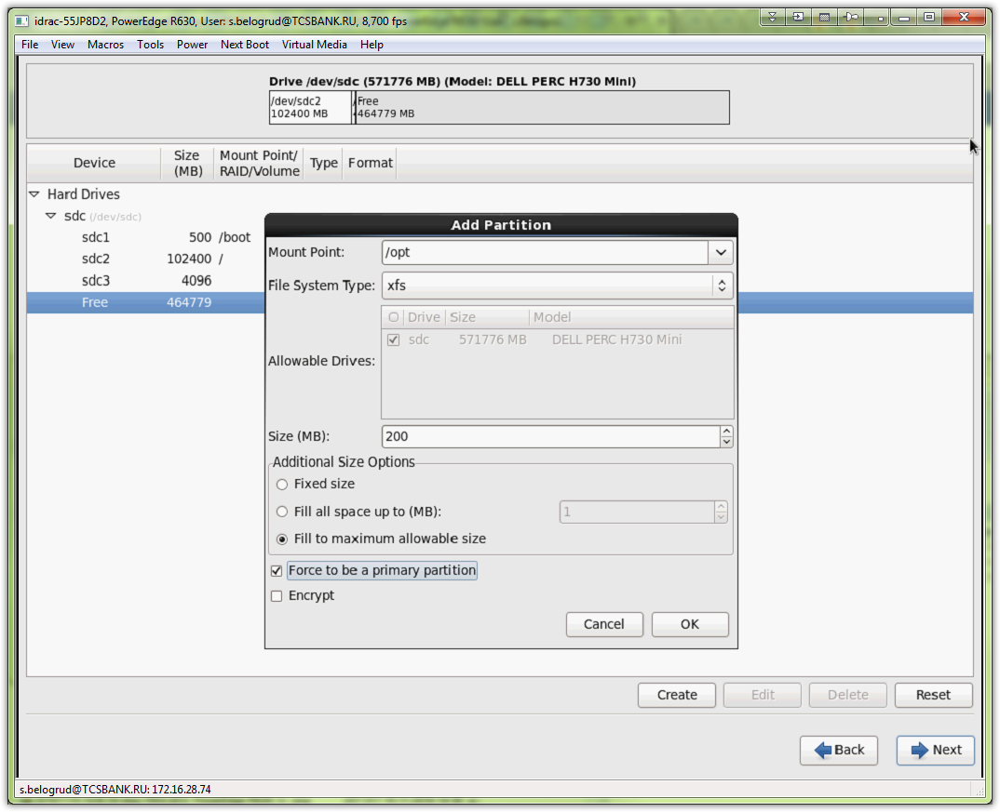 idrac-55JP8D2, PowerEdge R630, User: s.belogrud@TCSBANK.RU, 8,700 fps
File View Macros Tools Power Next Boot Virtual Media Help
Drive /dev/sdc (571776 MB) (Model: DELL PERC H730 Mini)
/dev/sdc2 Free
102400 MB 464779 MB
Device Size (MB) Mount Point/ RAID/Volume Type Format
Hard Drives
sdc (/dev/sdc)
sdc1 500 /boot
sdc2 102400 /
sdc3 4096
Free 464779
Add Partition
Mount Point: /opt
File System Type: xfs
Drive Size Model
sdc 571776 MB DELL PERC H730 Mini
Allowable Drives:
Size (MB): 200
Additional Size Options
Fixed size
Fill all space up to (MB): 1
Fill to maximum allowable size
Force to be a primary partition
Encrypt
Cancel OK
Create Edit Delete Reset
Back Next
s.belogrud@TCSBANK.RU: 172.16.28.74